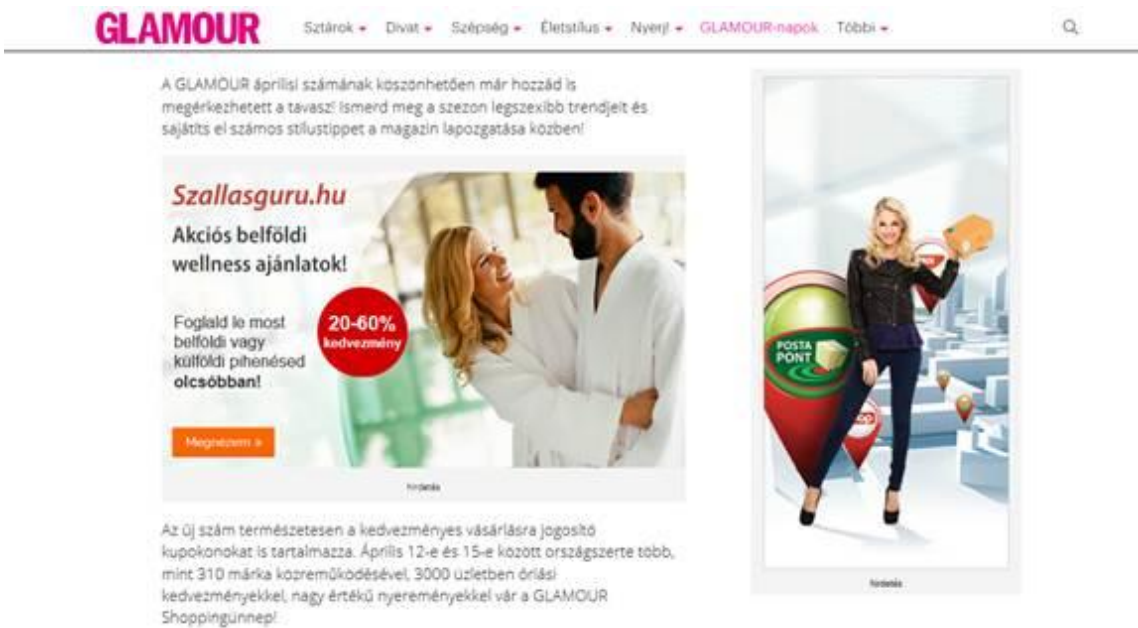 GLAMOUR
Sztárok Divat Szépség Életstílus Nyerj! GLAMOUR-napok Többi
A GLAMOUR áprilisi számának köszönhetően már hozzád is
megérkezhetett a tavasz! Ismerd meg a szezon legszexibb trendjeit és
sajátíts el számos stílustippet a magazin lapozgatása közben!
Szallasguru.hu
Akciós belföldi
wellness ajánlatok!
Foglald le most
belföldi vagy
külföldi pihenésed
olcsóbban!
20-60%
kedvezmény
Megnézem »
hirdetés
Az új szám természetesen a kedvezményes vásárlásra jogosító
kuponokat is tartalmazza. Április 12-e és 15-e között országszerte több,
mint 310 márka közreműködésével, 3000 üzletben óriási
kedvezményekkel, nagy értékű nyereményekkel vár a GLAMOUR
Shoppingünnep!
POSTA
PONT
hirdetés